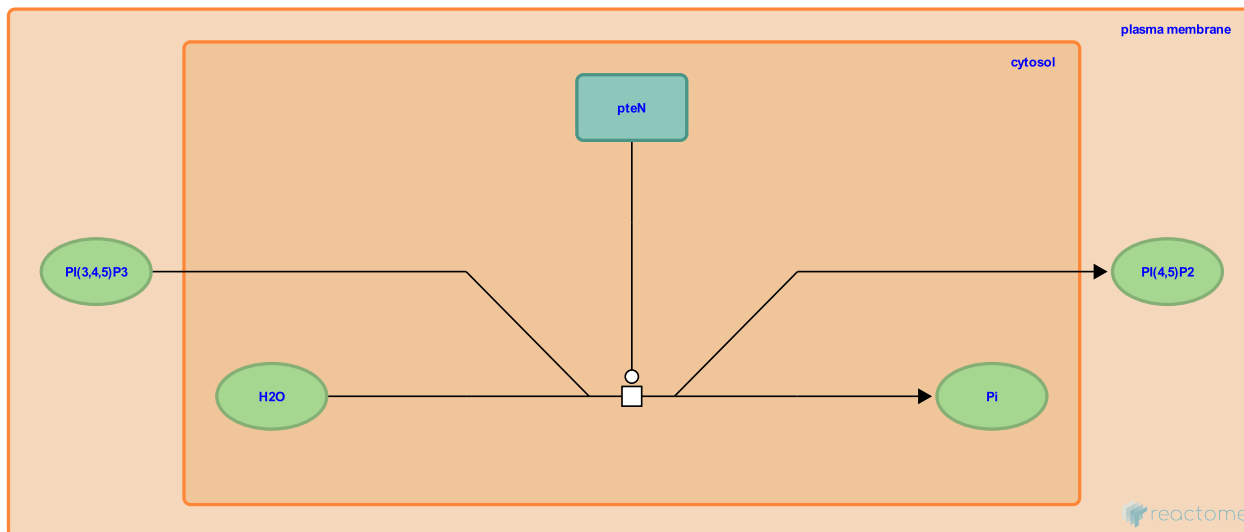 plasma membrane
cytosol
pteN
PI(3,4,5)P3
PI(4,5)P2
H2O
Pi
reactome